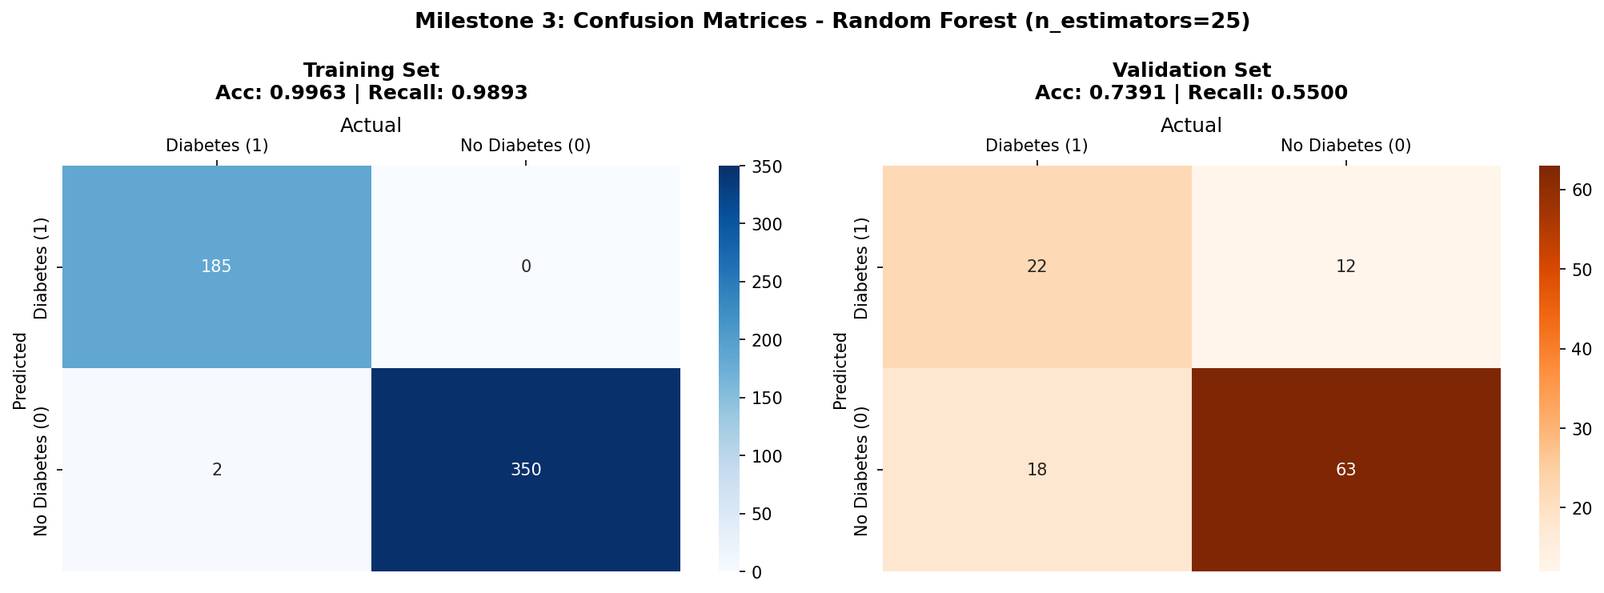 Milestone 3: Confusion Matrices - Random Forest (n_estimators=25)
Training Set
Acc: 0.9963 | Recall: 0.9893
Actual
Diabetes (1) No Diabetes (0)
Predicted
Diabetes (1)
No Diabetes (0)
185 0
2 350
350
300
250
200
150
100
50
0
Validation Set
Acc: 0.7391 | Recall: 0.5500
Actual
Diabetes (1) No Diabetes (0)
Predicted
Diabetes (1)
No Diabetes (0)
22 12
18 63
60
50
40
30
20